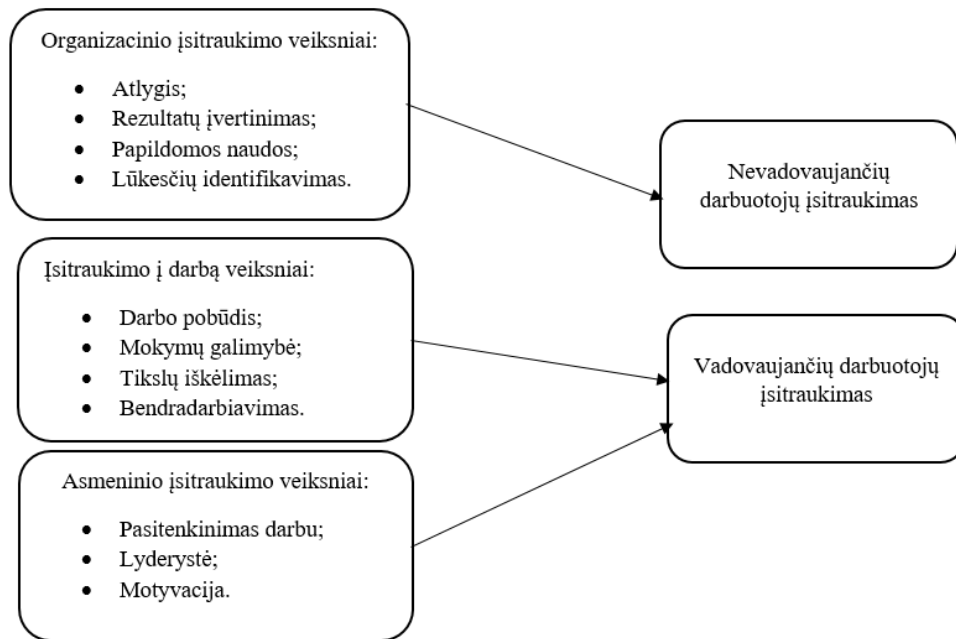 Organizacinio įsitraukimo veiksniai:
• Atlygis;
• Rezultatų įvertinimas;
• Papildomos naudos;
• Lūkesčių identifikavimas.
Nevadovaujančių
darbuotojų įsitraukimas
Įsitraukimo į darbą veiksniai:
• Darbo pobūdis;
• Mokymų galimybė;
• Tikslų iškėlimas;
• Bendradarbiavimas.
Vadovaujančių darbuotojų
įsitraukimas
Asmeninio įsitraukimo veiksniai:
• Pasitenkinimas darbu;
• Lyderystė;
• Motyvacija.